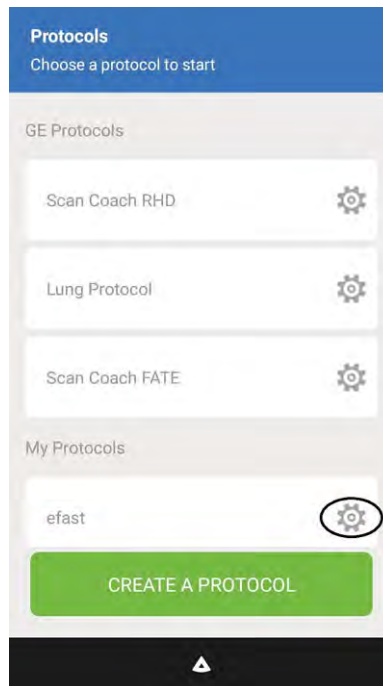 Protocols
Choose a protocol to start
GE Protocols
Scan Coach RHD
Lung Protocol
Scan Coach FATE
My Protocols
efast
CREATE A PROTOCOL